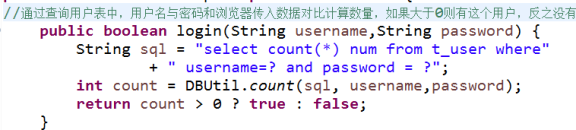 //通过查询用户表中，用户名与密码和浏览器传入数据对比计算数量，如果大于0则有这个用户，反之没有
public boolean login(String username,String password) {
String sql = "select count(*) num from t_user where"
+ " username=? and password = ?";
int count = DBUtil.count(sql, username,password);
return count > 0 ? true : false;
}